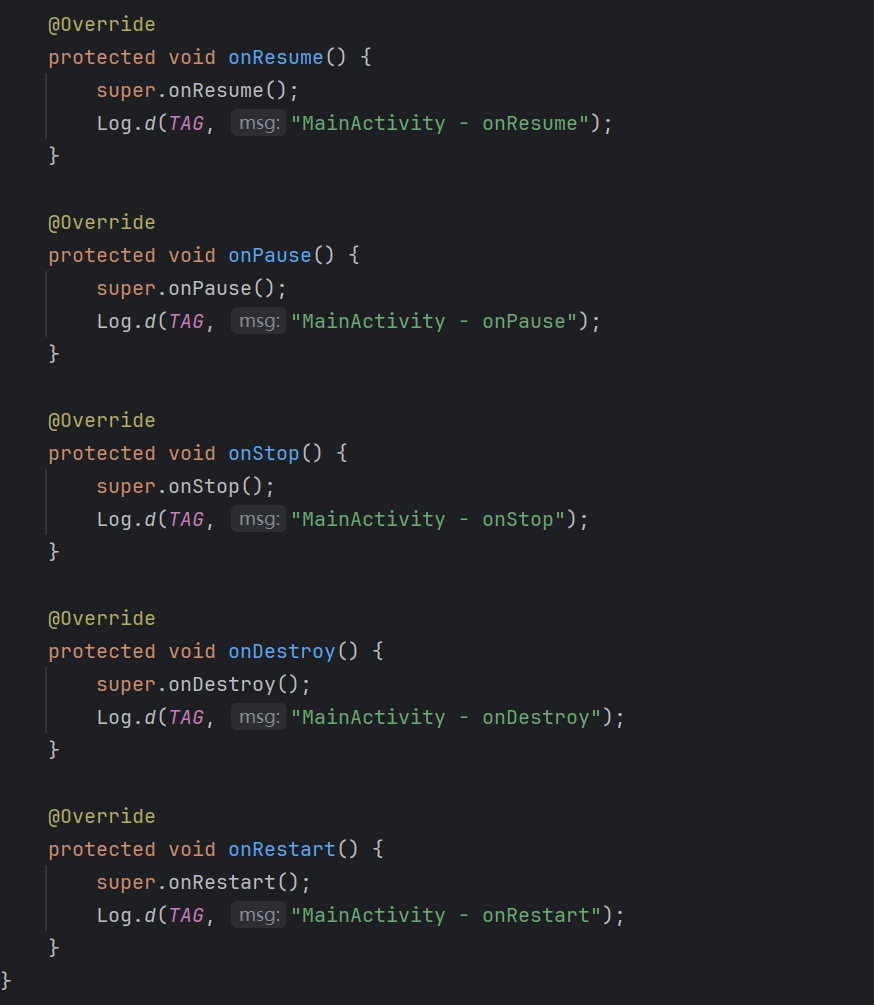 @Override
protected void onResume() {
super.onResume();
Log.d(TAG, msg: "MainActivity - onResume");
}
@Override
protected void onPause() {
super.onPause();
Log.d(TAG, msg: "MainActivity - onPause");
}
@Override
protected void onStop() {
super.onStop();
Log.d(TAG, msg: "MainActivity - onStop");
}
@Override
protected void onDestroy() {
super.onDestroy();
Log.d(TAG, msg: "MainActivity - onDestroy");
}
@Override
protected void onRestart() {
super.onRestart();
Log.d(TAG, msg: "MainActivity - onRestart");
}
}